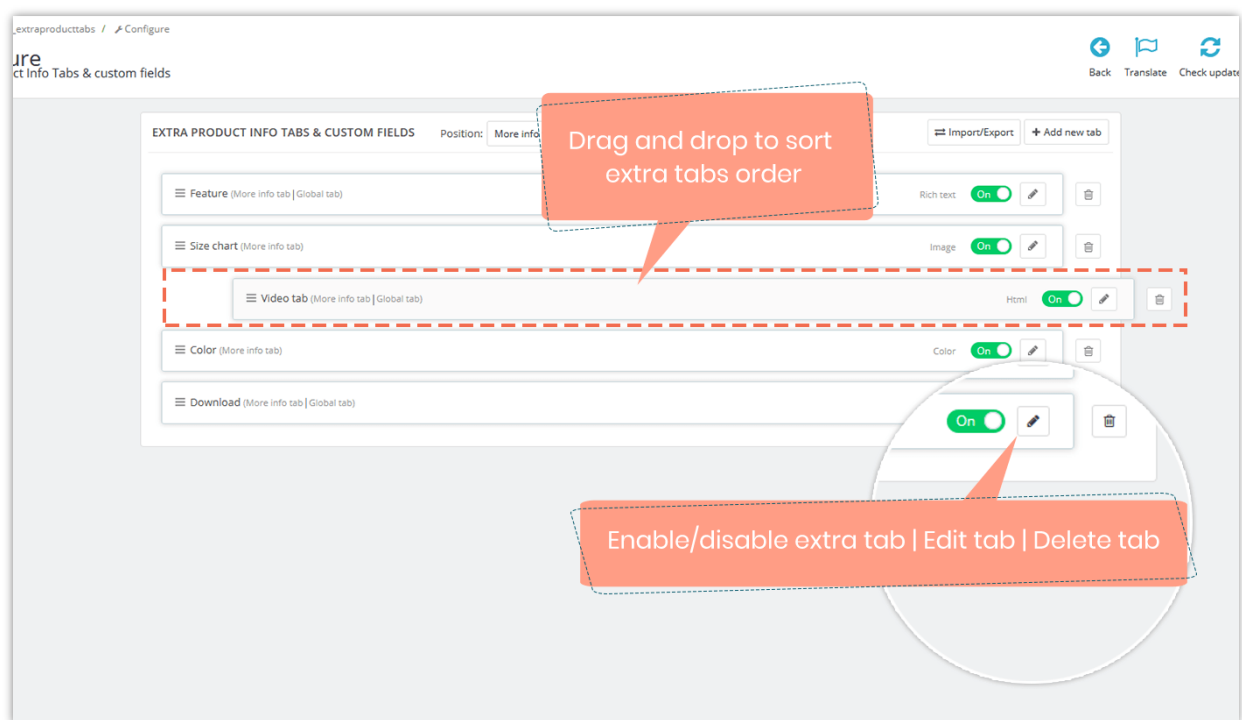 _extraproducttabs / Configure
ure
ct Info Tabs & custom fields
Back Translate Check update
EXTRA PRODUCT INFO TABS & CUSTOM FIELDS Position: More info
Import/Export + Add new tab
Drag and drop to sort
extra tabs order
Feature (More info tab | Global tab) Rich text On
Size chart (More info tab) Image On
Video tab (More info tab | Global tab) Html On
Color (More info tab) Color On
Download (More info tab | Global tab) On
Enable/disable extra tab | Edit tab | Delete tab